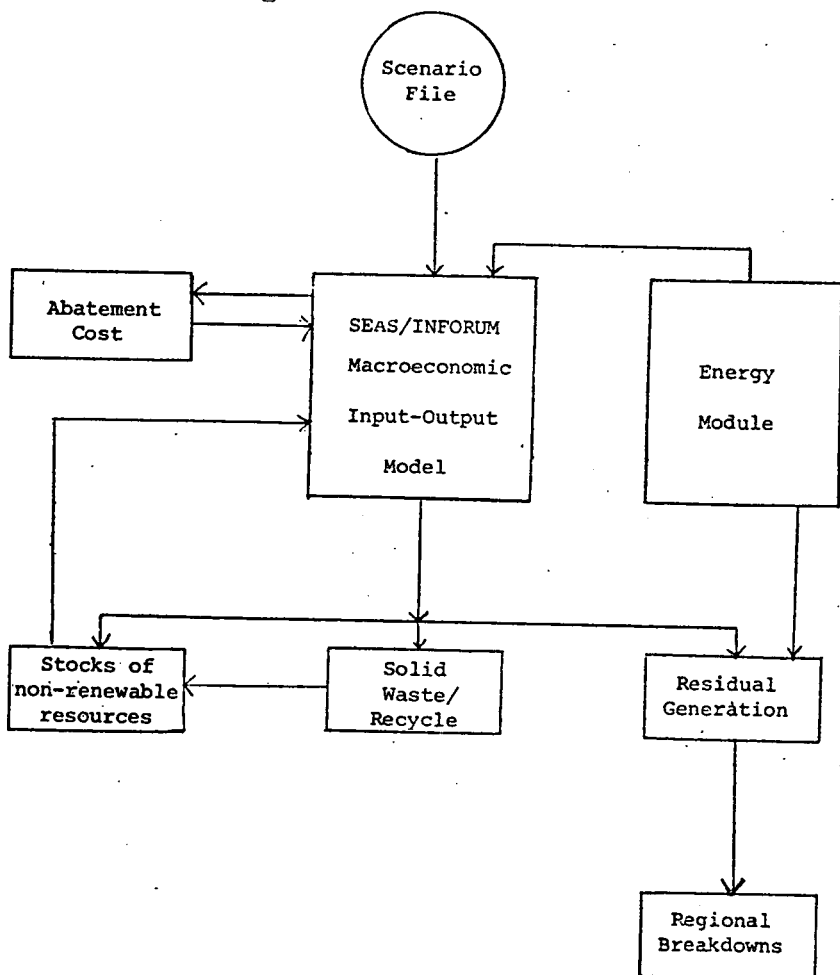 Scenario
File
Abatement
Cost
SEAS/INFORUM
Macroeconomic
Input-Output
Model
Energy
Module
Stocks of
non-renewable
resources
Solid
Waste/
Recycle
Residual
Generation
Regional
Breakdowns